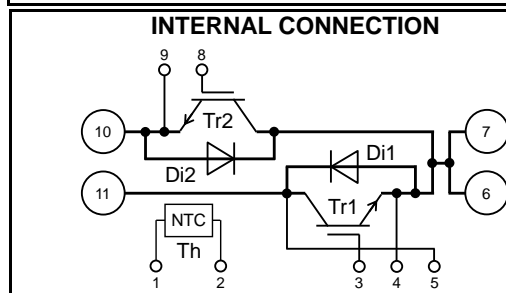 INTERNAL CONNECTION
9 8
10 Tr2 7
Di2 Di1
11 Tr1 6
NTC
Th
1 2 3 4 5